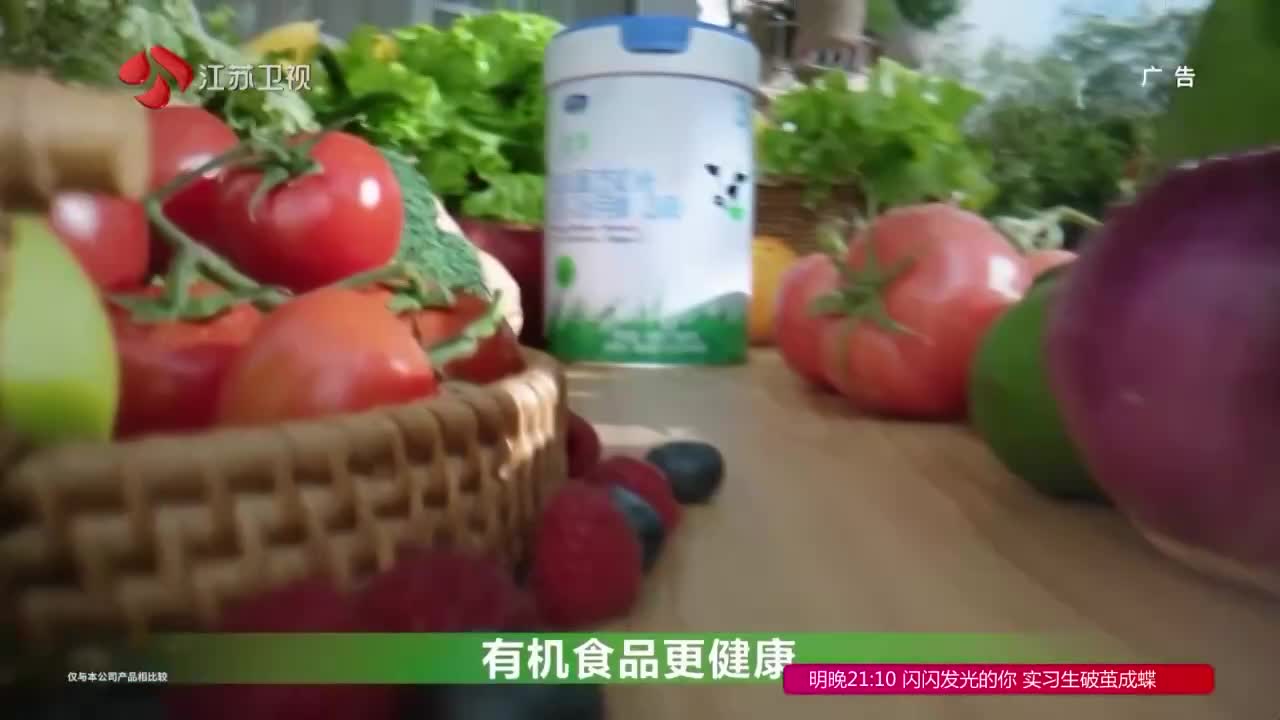 江苏卫视
广告
有机食品更健康
仅与本公司产品相比较
明晚21:10 闪闪发光的你 实习生破茧成蝶